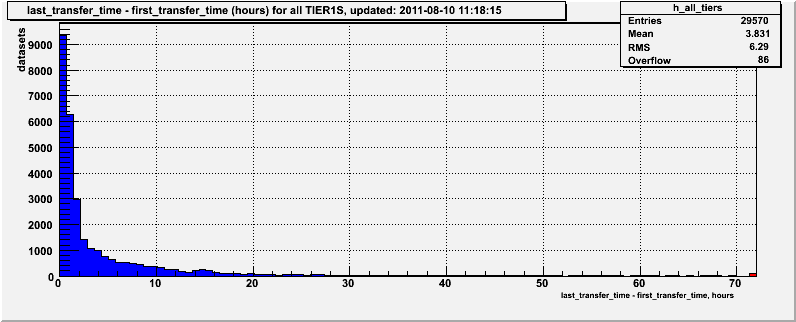 last_transfer_time - first_transfer_time (hours) for all TIER1S, updated: 2011-08-10 11:18:15
h_all_tiers
Entries 29570
Mean 3.831
RMS 6.29
Overflow 86
datasets
9000
8000
7000
6000
5000
4000
3000
2000
1000
0
0 10 20 30 40 50 60 70
last_transfer_time - first_transfer_time, hours